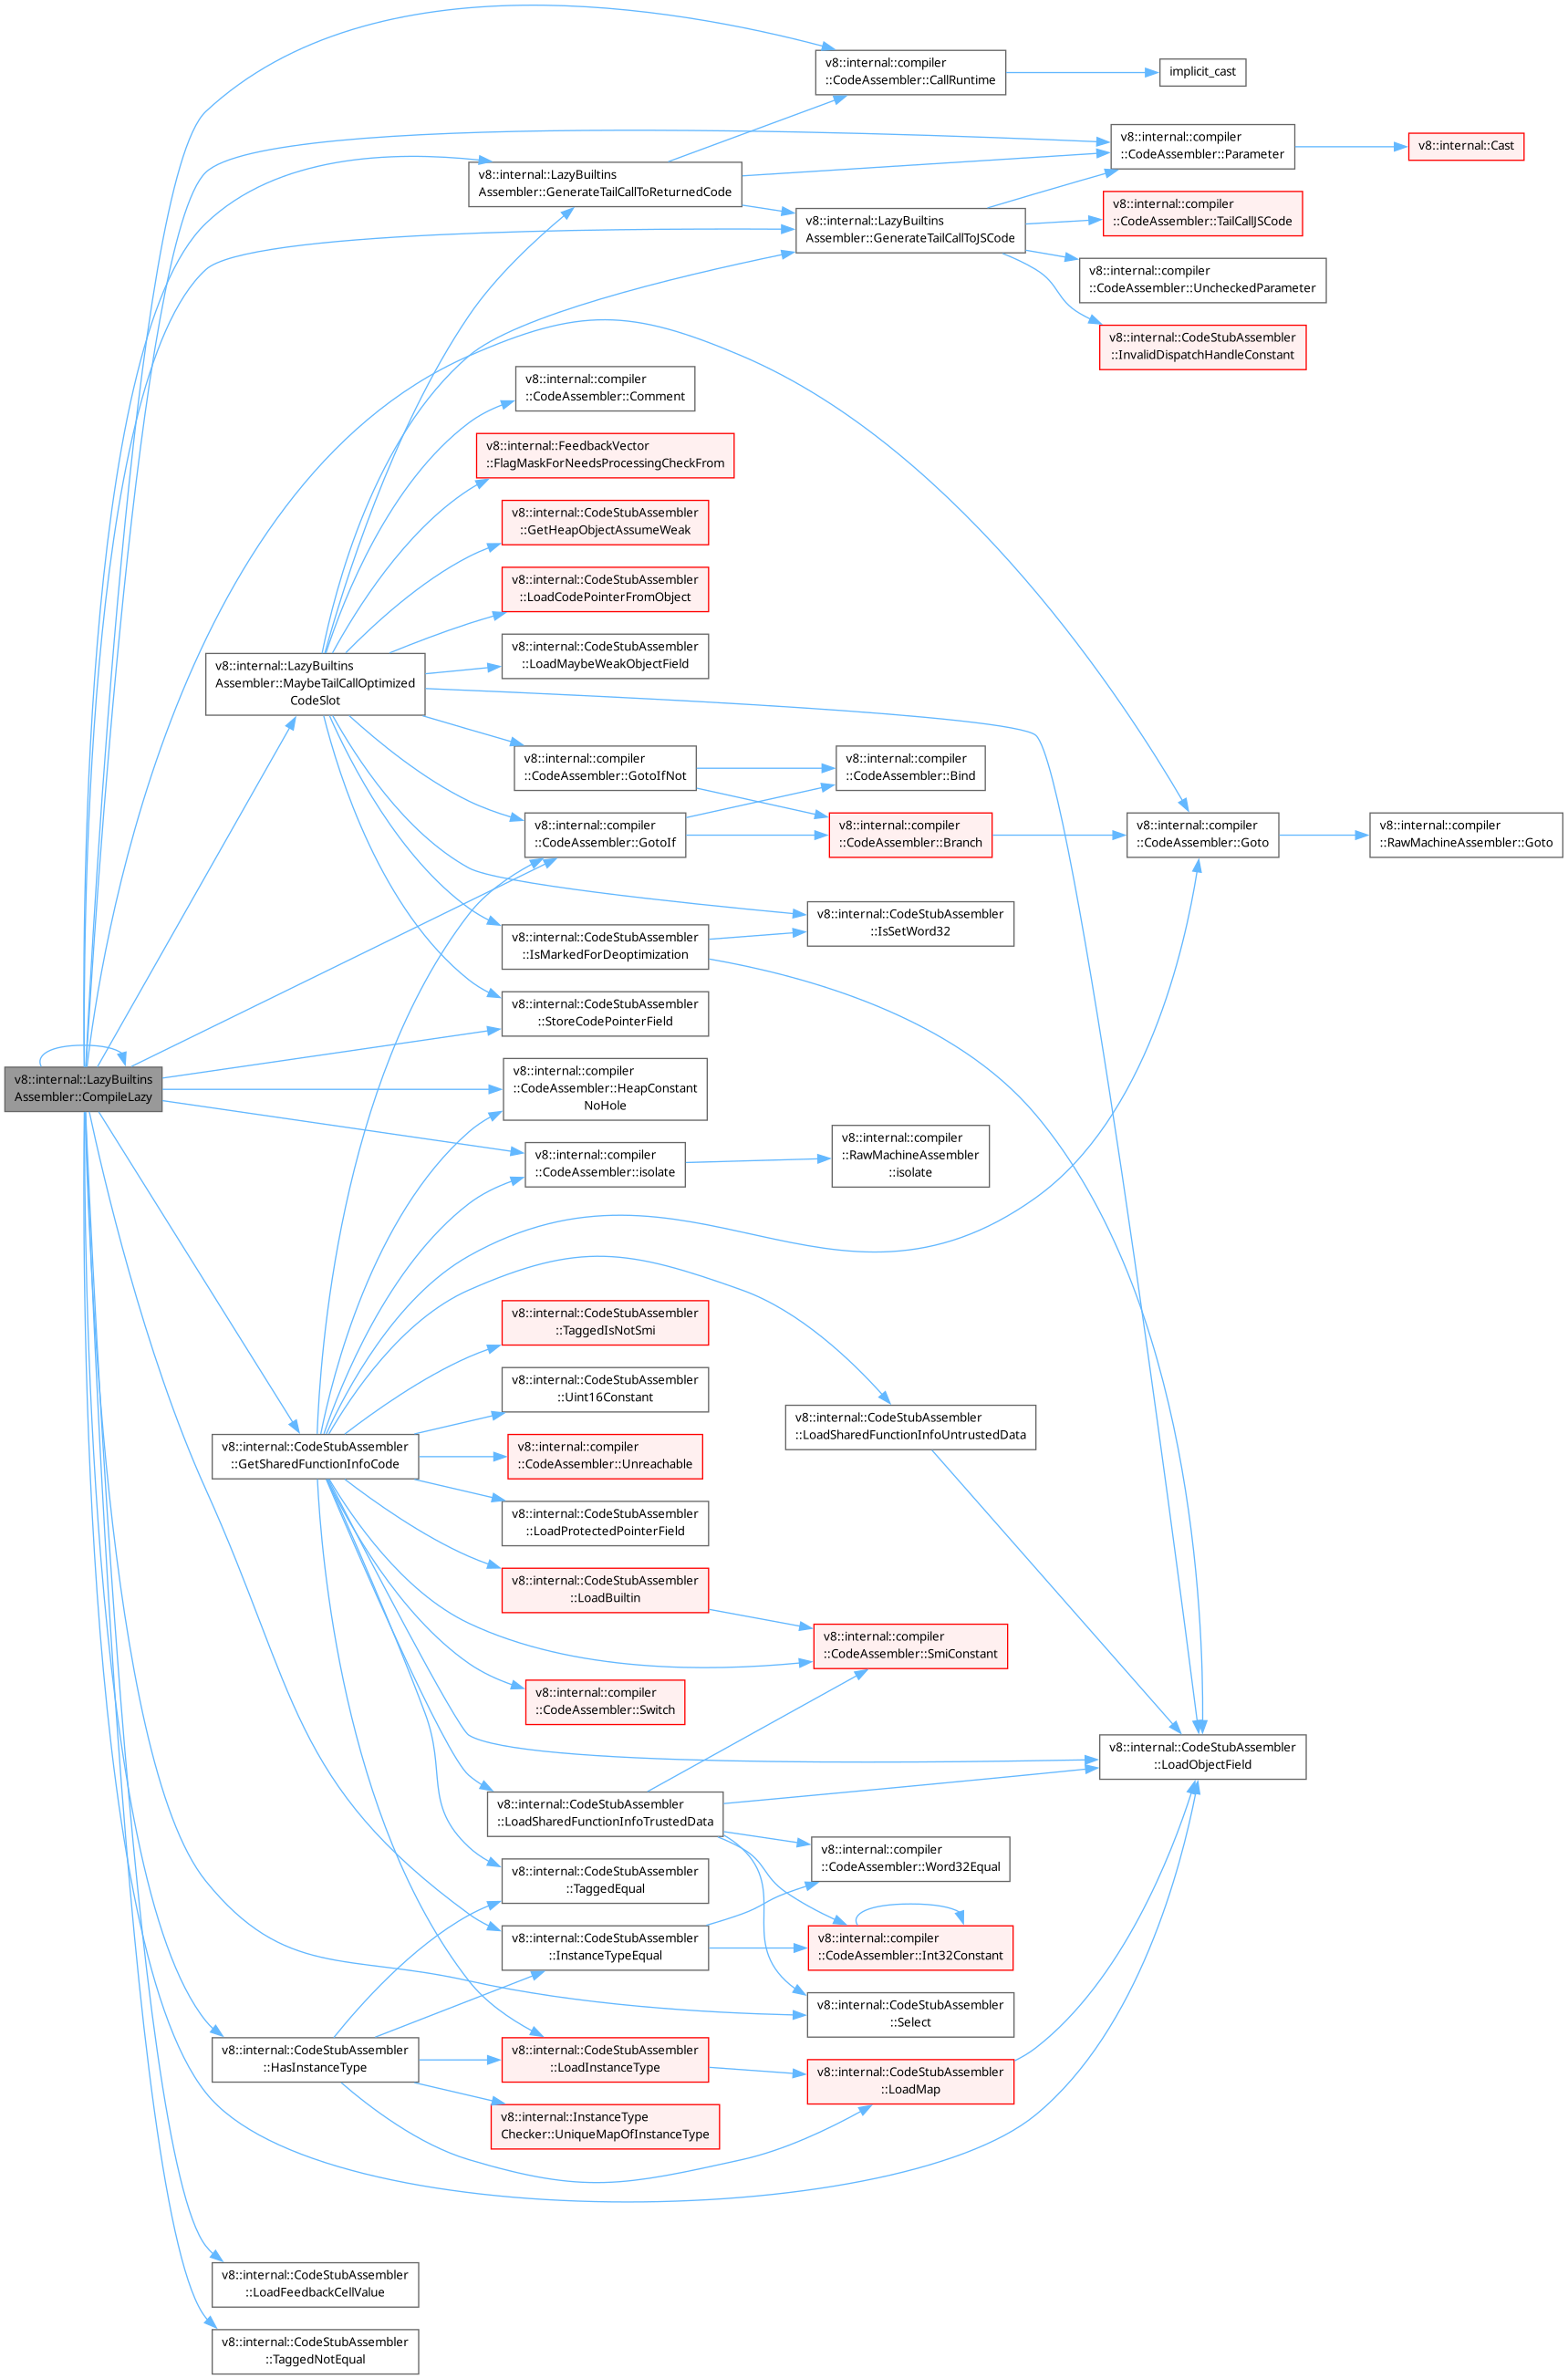 v8::internal::compiler
::CodeAssembler::CallRuntime
implicit_cast
v8::internal::compiler
::CodeAssembler::Parameter
v8::internal::Cast
v8::internal::LazyBuiltins
Assembler::GenerateTailCallToReturnedCode
v8::internal::compiler
::CodeAssembler::TailCallJSCode
v8::internal::LazyBuiltins
Assembler::GenerateTailCallToJSCode
v8::internal::compiler
::CodeAssembler::UncheckedParameter
v8::internal::CodeStubAssembler
::InvalidDispatchHandleConstant
v8::internal::compiler
::CodeAssembler::Comment
v8::internal::FeedbackVector
::FlagMaskForNeedsProcessingCheckFrom
v8::internal::CodeStubAssembler
::GetHeapObjectAssumeWeak
v8::internal::CodeStubAssembler
::LoadCodePointerFromObject
v8::internal::CodeStubAssembler
::LoadMaybeWeakObjectField
v8::internal::LazyBuiltins
Assembler::MaybeTailCallOptimized
CodeSlot
v8::internal::compiler
::CodeAssembler::GotoIfNot
v8::internal::compiler
::CodeAssembler::Bind
v8::internal::compiler
::CodeAssembler::GotoIf
v8::internal::compiler
::CodeAssembler::Branch
v8::internal::compiler
::CodeAssembler::Goto
v8::internal::compiler
::RawMachineAssembler::Goto
v8::internal::CodeStubAssembler
::IsSetWord32
v8::internal::CodeStubAssembler
::IsMarkedForDeoptimization
v8::internal::CodeStubAssembler
::StoreCodePointerField
v8::internal::LazyBuiltins
Assembler::CompileLazy
v8::internal::compiler
::CodeAssembler::HeapConstant
NoHole
v8::internal::compiler
::CodeAssembler::isolate
v8::internal::compiler
::RawMachineAssembler
::isolate
v8::internal::CodeStubAssembler
::TaggedIsNotSmi
v8::internal::CodeStubAssembler
::Uint16Constant
v8::internal::CodeStubAssembler
::LoadSharedFunctionInfoUntrustedData
v8::internal::CodeStubAssembler
::GetSharedFunctionInfoCode
v8::internal::compiler
::CodeAssembler::Unreachable
v8::internal::CodeStubAssembler
::LoadProtectedPointerField
v8::internal::CodeStubAssembler
::LoadBuiltin
v8::internal::compiler
::CodeAssembler::SmiConstant
v8::internal::compiler
::CodeAssembler::Switch
v8::internal::CodeStubAssembler
::LoadObjectField
v8::internal::CodeStubAssembler
::LoadSharedFunctionInfoTrustedData
v8::internal::compiler
::CodeAssembler::Word32Equal
v8::internal::CodeStubAssembler
::TaggedEqual
v8::internal::CodeStubAssembler
::InstanceTypeEqual
v8::internal::compiler
::CodeAssembler::Int32Constant
v8::internal::CodeStubAssembler
::Select
v8::internal::CodeStubAssembler
::HasInstanceType
v8::internal::CodeStubAssembler
::LoadInstanceType
v8::internal::CodeStubAssembler
::LoadMap
v8::internal::InstanceType
Checker::UniqueMapOfInstanceType
v8::internal::CodeStubAssembler
::LoadFeedbackCellValue
v8::internal::CodeStubAssembler
::TaggedNotEqual